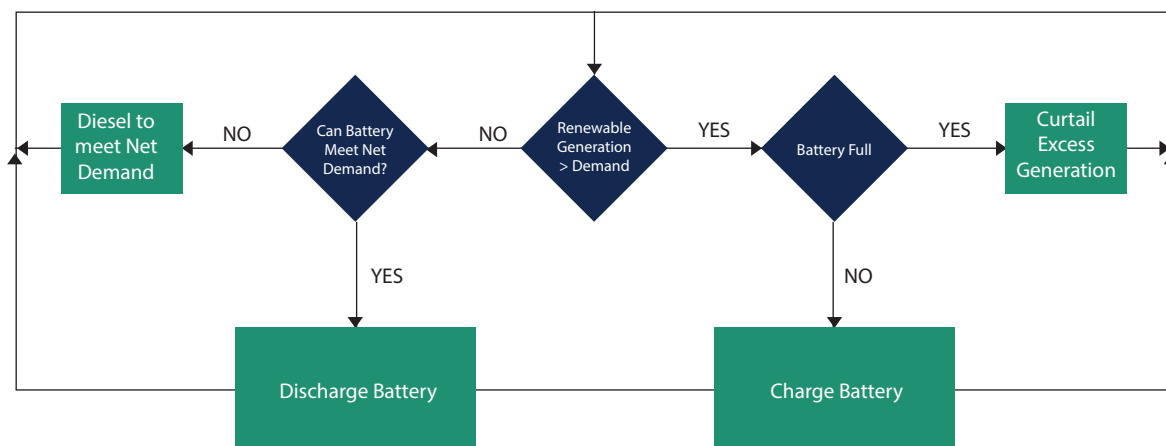 Diesel to
meet Net
Demand
NO
Can Battery
Meet Net
Demand?
NO
Renewable
Generation
> Demand
YES
Battery Full
YES
Curtail
Excess
Generation
YES
NO
Discharge Battery
Charge Battery